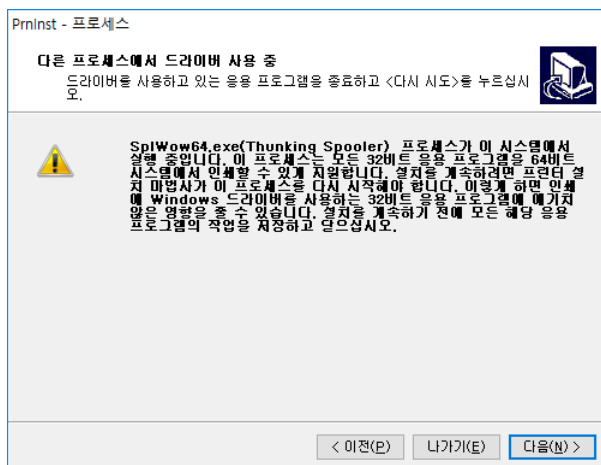 PrnInst - 프로세스
다른 프로세스에서 드라이버 사용 중
드라이버를 사용하고 있는 응용 프로그램을 종료하고 <다시 시도>를 누르십시
오.
SplWow64.exe(Thunking Spooler) 프로세스가 이 시스템에서
실행 중입니다. 이 프로세스는 모든 32비트 응용 프로그램을 64비트
시스템에서 인쇄할 수 있게 지원합니다. 설치를 계속하려면 프린터 설
치 마법사가 이 프로세스를 다시 시작해야 합니다. 이렇게 하면 인쇄
에 Windows 드라이버를 사용하는 32비트 응용 프로그램에 예기치
않은 영향을 줄 수 있습니다. 설치를 계속하기 전에 모든 해당 응용
프로그램의 작업을 저장하고 닫으십시오.
< 이전(P) 나가기(E) 다음(N) >